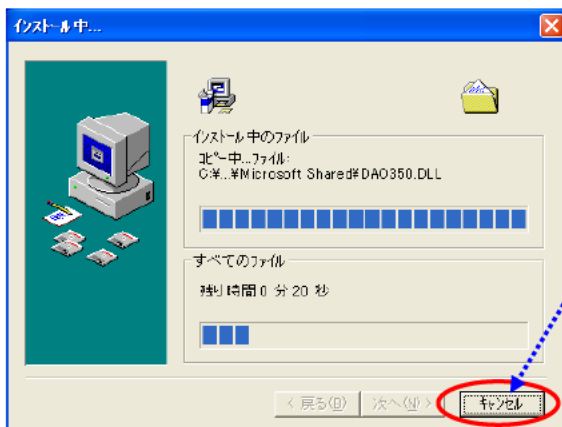 インストール中...
インストール中のファイル
コピー中...ファイル:
C:¥...¥Microsoft Shared¥DAO350.DLL
すべてのファイル
残り時間 0 分 20 秒
< 戻る(B) 次へ(N) > キャンセル